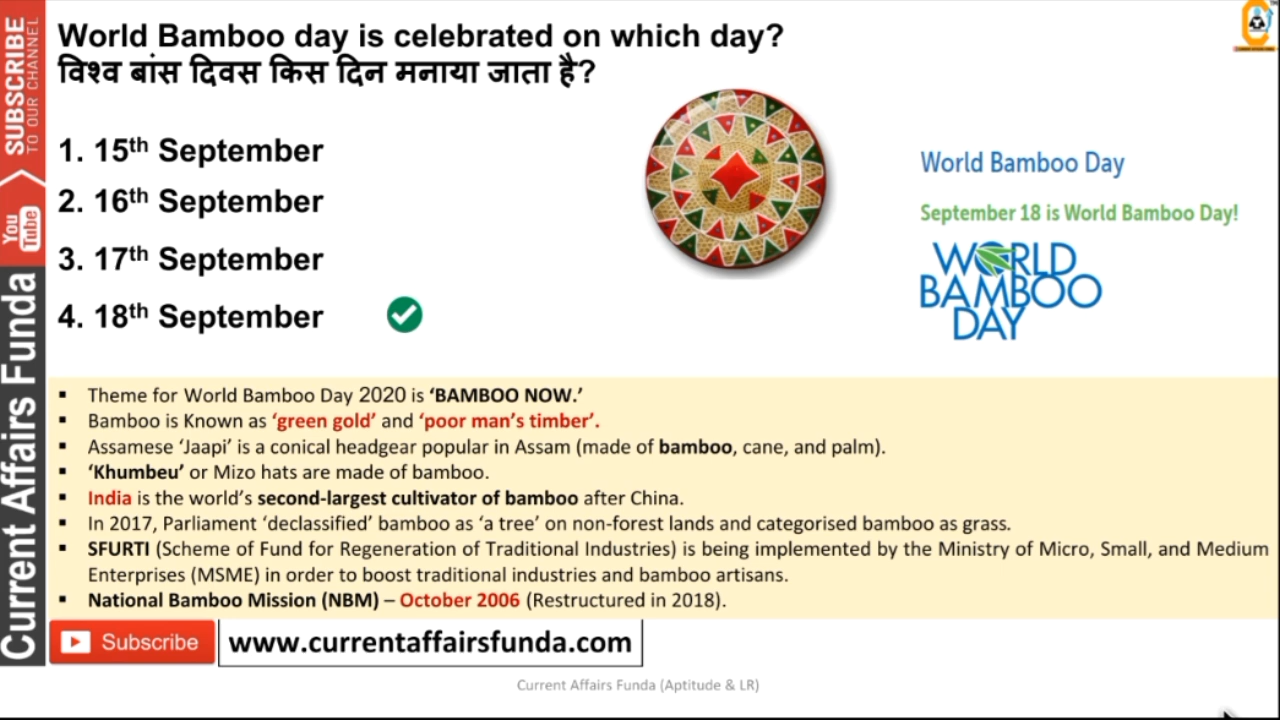 World Bamboo day is celebrated on which day?
विश्व बांस दिवस किस दिन मनाया जाता है?
1. 15th September
2. 16th September
3. 17th September
4. 18th September
World Bamboo Day
September 18 is World Bamboo Day!
WORLD
BAMBOO
DAY
▪ Theme for World Bamboo Day 2020 is ‘BAMBOO NOW.’
▪ Bamboo is Known as ‘green gold’ and ‘poor man’s timber’.
▪ Assamese ‘Jaapi’ is a conical headgear popular in Assam (made of bamboo, cane, and palm).
▪ ‘Khumbeu’ or Mizo hats are made of bamboo.
▪ India is the world’s second-largest cultivator of bamboo after China.
▪ In 2017, Parliament ‘declassified’ bamboo as ‘a tree’ on non-forest lands and categorised bamboo as grass.
▪ SFURTI (Scheme of Fund for Regeneration of Traditional Industries) is being implemented by the Ministry of Micro, Small, and Medium
Enterprises (MSME) in order to boost traditional industries and bamboo artisans.
▪ National Bamboo Mission (NBM) – October 2006 (Restructured in 2018).
Subscribe
www.currentaffairsfunda.com
Current Affairs Funda (Aptitude & LR)
SUBSCRIBE
TO OUR CHANNEL
You
Tube
Current Affairs Funda